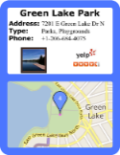 Green Lake Park
Address: 7201 E Green Lake Dr N
Type: Parks, Playgrounds
Phone: +1-206-684-4075
yelp
Green
Lake